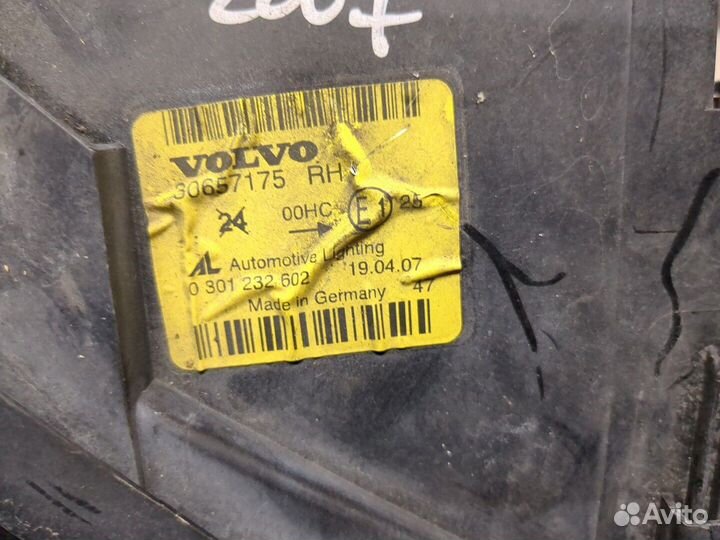 2007
VOLVO
30657175 RH
24
00HC E1 25
AL Automotive Lighting
0 301 232 602 19.04.07
Made in Germany 47
Avito